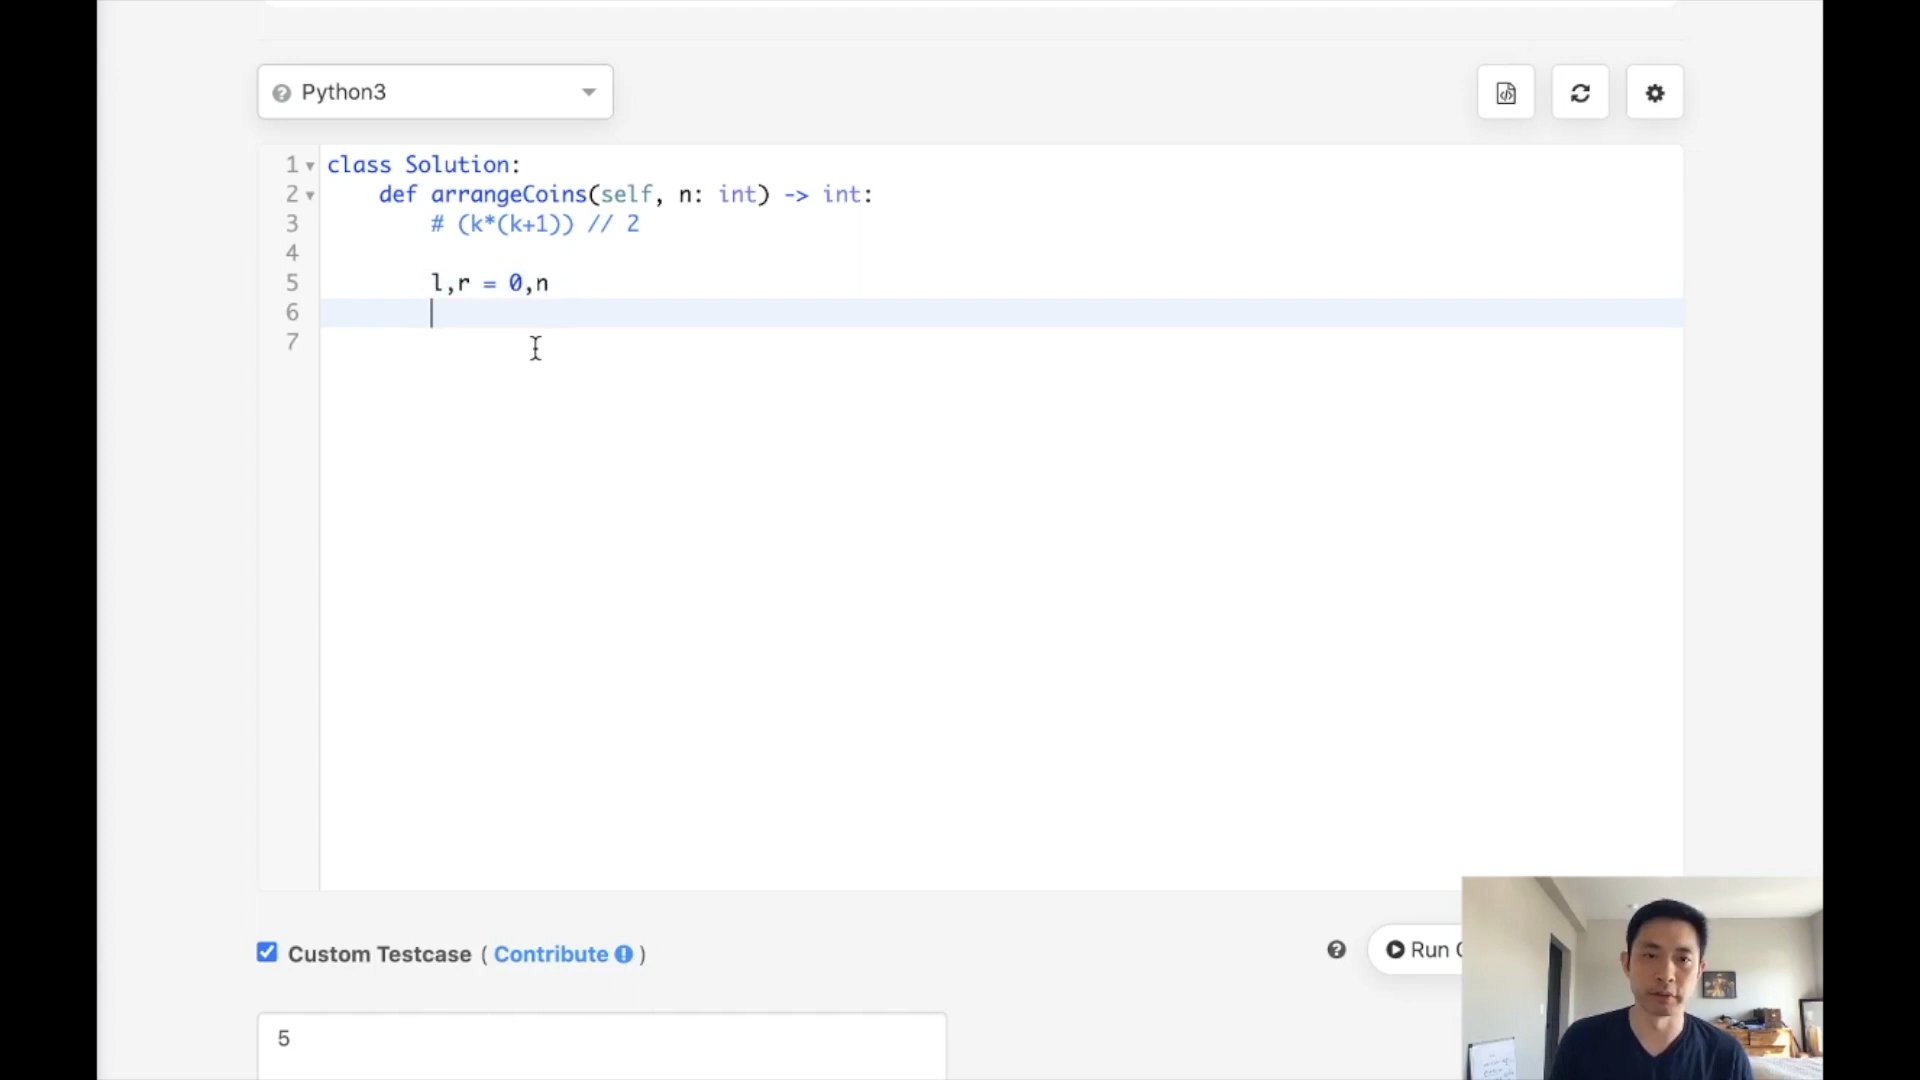 Python3
1 class Solution:
2 def arrangeCoins(self, n: int) -> int:
3 # (k*(k+1)) // 2
4
5 l,r = 0,n
6
7
Custom Testcase ( Contribute )
Run
5